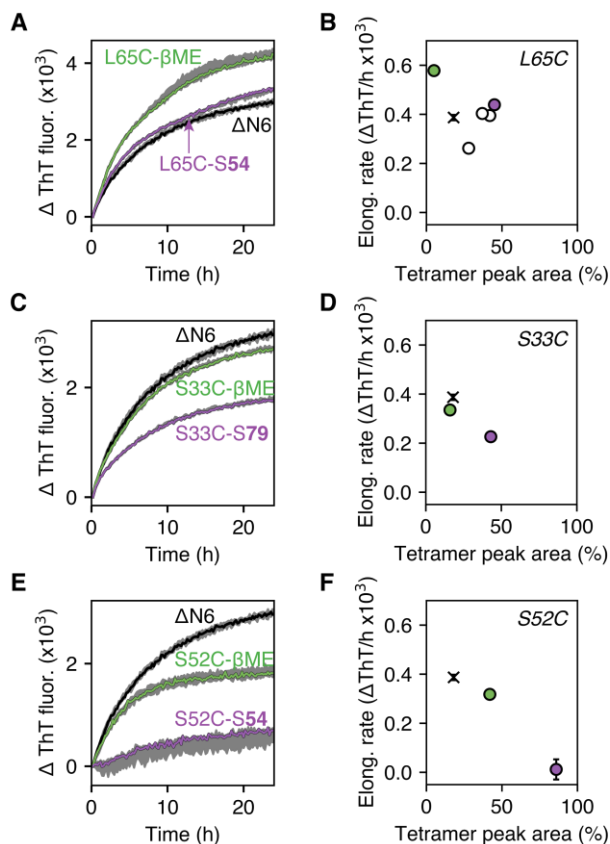 A
Δ ThT fluor. (x10³)
4
2
0
L65C-βME
ΔN6
L65C-S54
0 10 20
Time (h)
B
Elong. rate (ΔThT/h x10³)
0.6
0.4
0.2
0.0
L65C
0 50 100
Tetramer peak area (%)
C
Δ ThT fluor. (x10³)
2
0
ΔN6
S33C-βME
S33C-S79
0 10 20
Time (h)
D
Elong. rate (ΔThT/h x10³)
0.6
0.4
0.2
0.0
S33C
0 50 100
Tetramer peak area (%)
E
Δ ThT fluor. (x10³)
2
0
ΔN6
S52C-βME
S52C-S54
0 10 20
Time (h)
F
Elong. rate (ΔThT/h x10³)
0.6
0.4
0.2
0.0
S52C
0 50 100
Tetramer peak area (%)